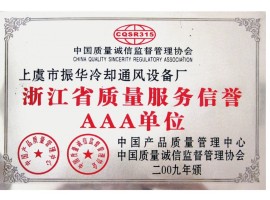 CQSR315
中国质量诚信监督管理协会
CHINA QUALITY SINCERITY REGULATORY ASSOCIATION
上虞市振华冷却通风设备厂
浙江省质量服务信誉
AAA单位
中国产品质量管理中心
中国质量诚信监督管理协会
二00九年颁